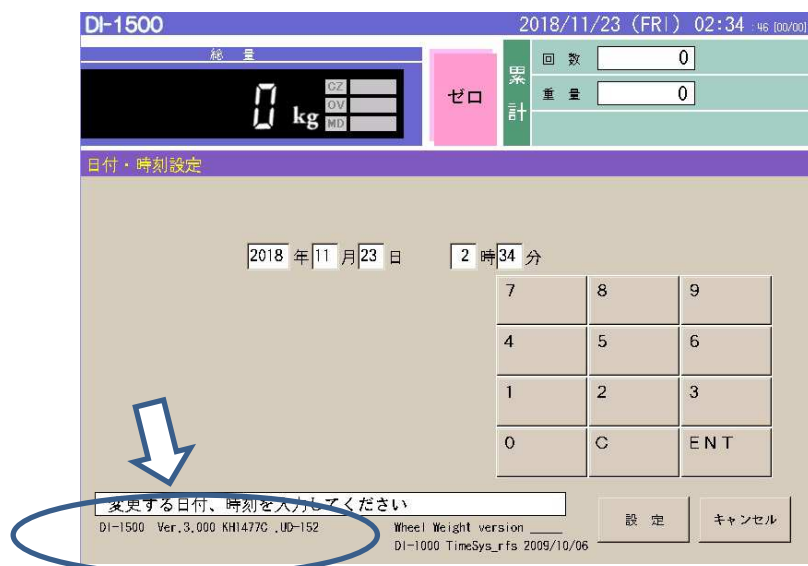 DI-1500 2018/11/23 (FRI) 02:34 :46 [00/00]
総 量
0 kg
CZ
OV
MD
ゼロ
累計
回 数 0
重 量 0
日付・時刻設定
2018 年 11 月 23 日 2 時 34 分
7 8 9
4 5 6
1 2 3
0 C ENT
変更する日付、時刻を入力してください
設 定 キャンセル
DI-1500 Ver.3,000 KH1477C .UD-152 Wheel Weight version ____
DI-1000 TimeSys_rfs 2009/10/06